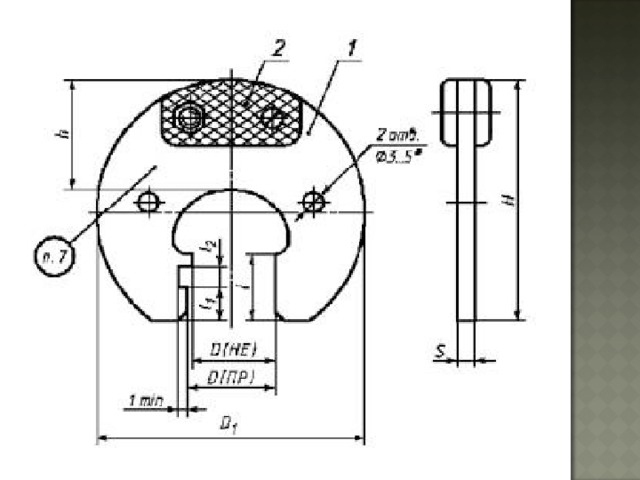 2
1
h
2 отв.
Ø3..5*
H
п. 7
l₂
l
l₁
D(НЕ)
S
D(ПР)
1 min
D₁